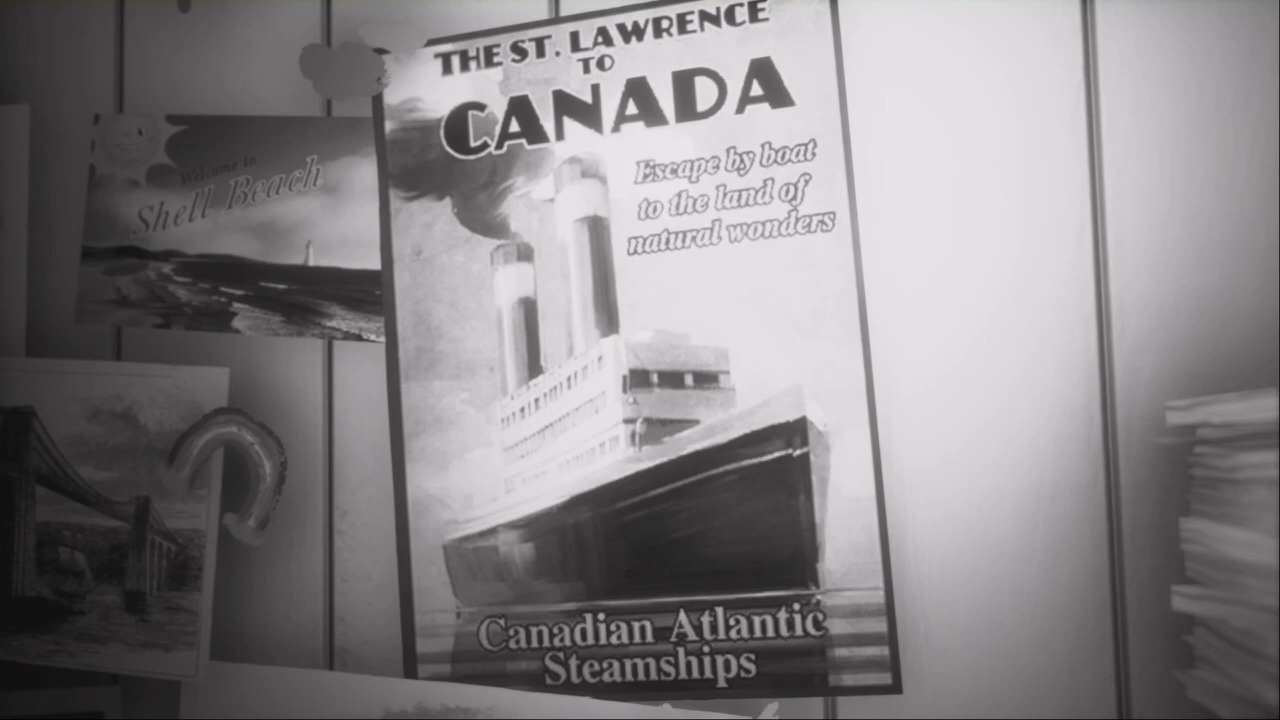 THE ST. LAWRENCE
TO
CANADA
Escape by boat
to the land of
natural wonders
Welcome to...
Shell Beach
Canadian Atlantic
Steamships